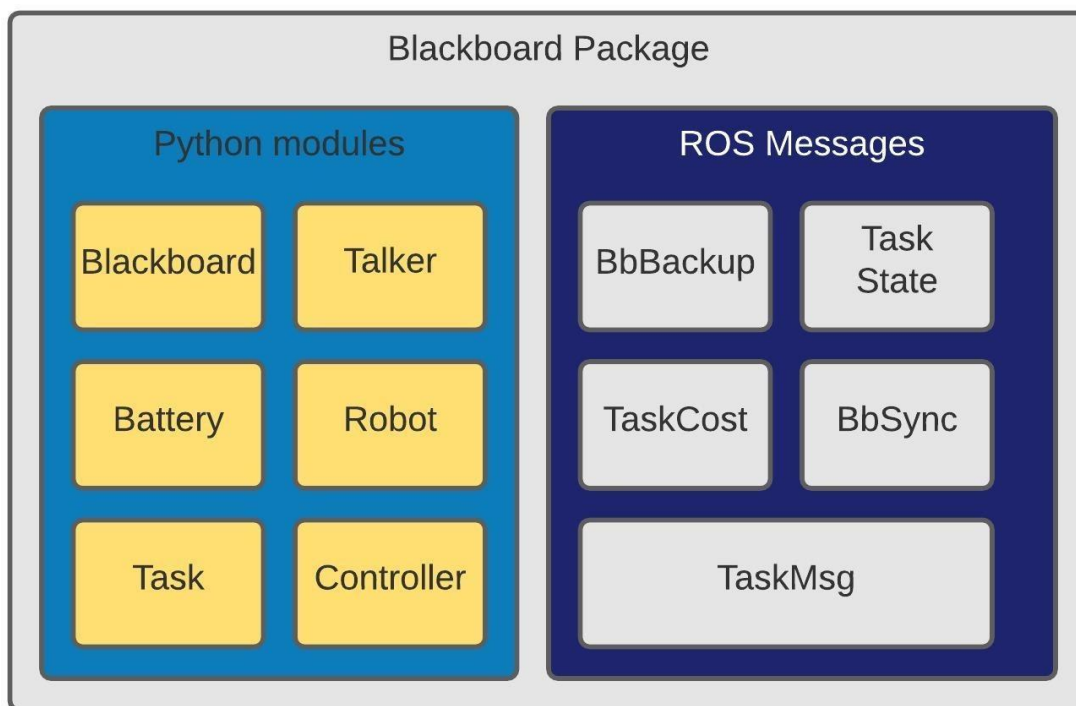 Blackboard Package
Python modules
Blackboard
Talker
Battery
Robot
Task
Controller
ROS Messages
BbBackup
Task
State
TaskCost
BbSync
TaskMsg